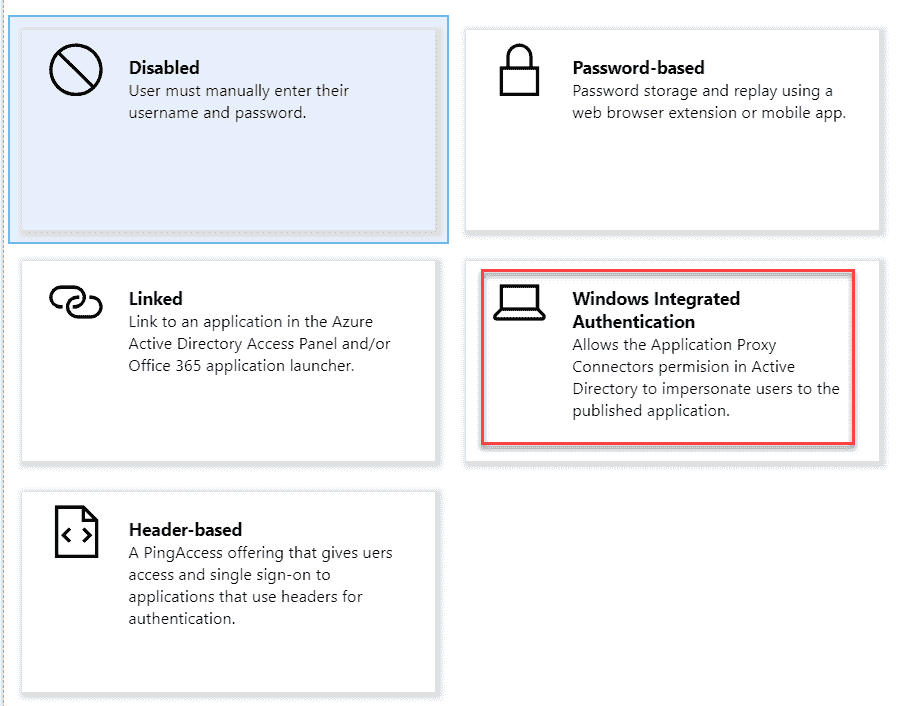 Disabled
User must manually enter their
username and password.
Password-based
Password storage and replay using a
web browser extension or mobile app.
Linked
Link to an application in the Azure
Active Directory Access Panel and/or
Office 365 application launcher.
Windows Integrated
Authentication
Allows the Application Proxy
Connectors permision in Active
Directory to impersonate users to the
published application.
Header-based
A PingAccess offering that gives uers
access and single sign-on to
applications that use headers for
authentication.